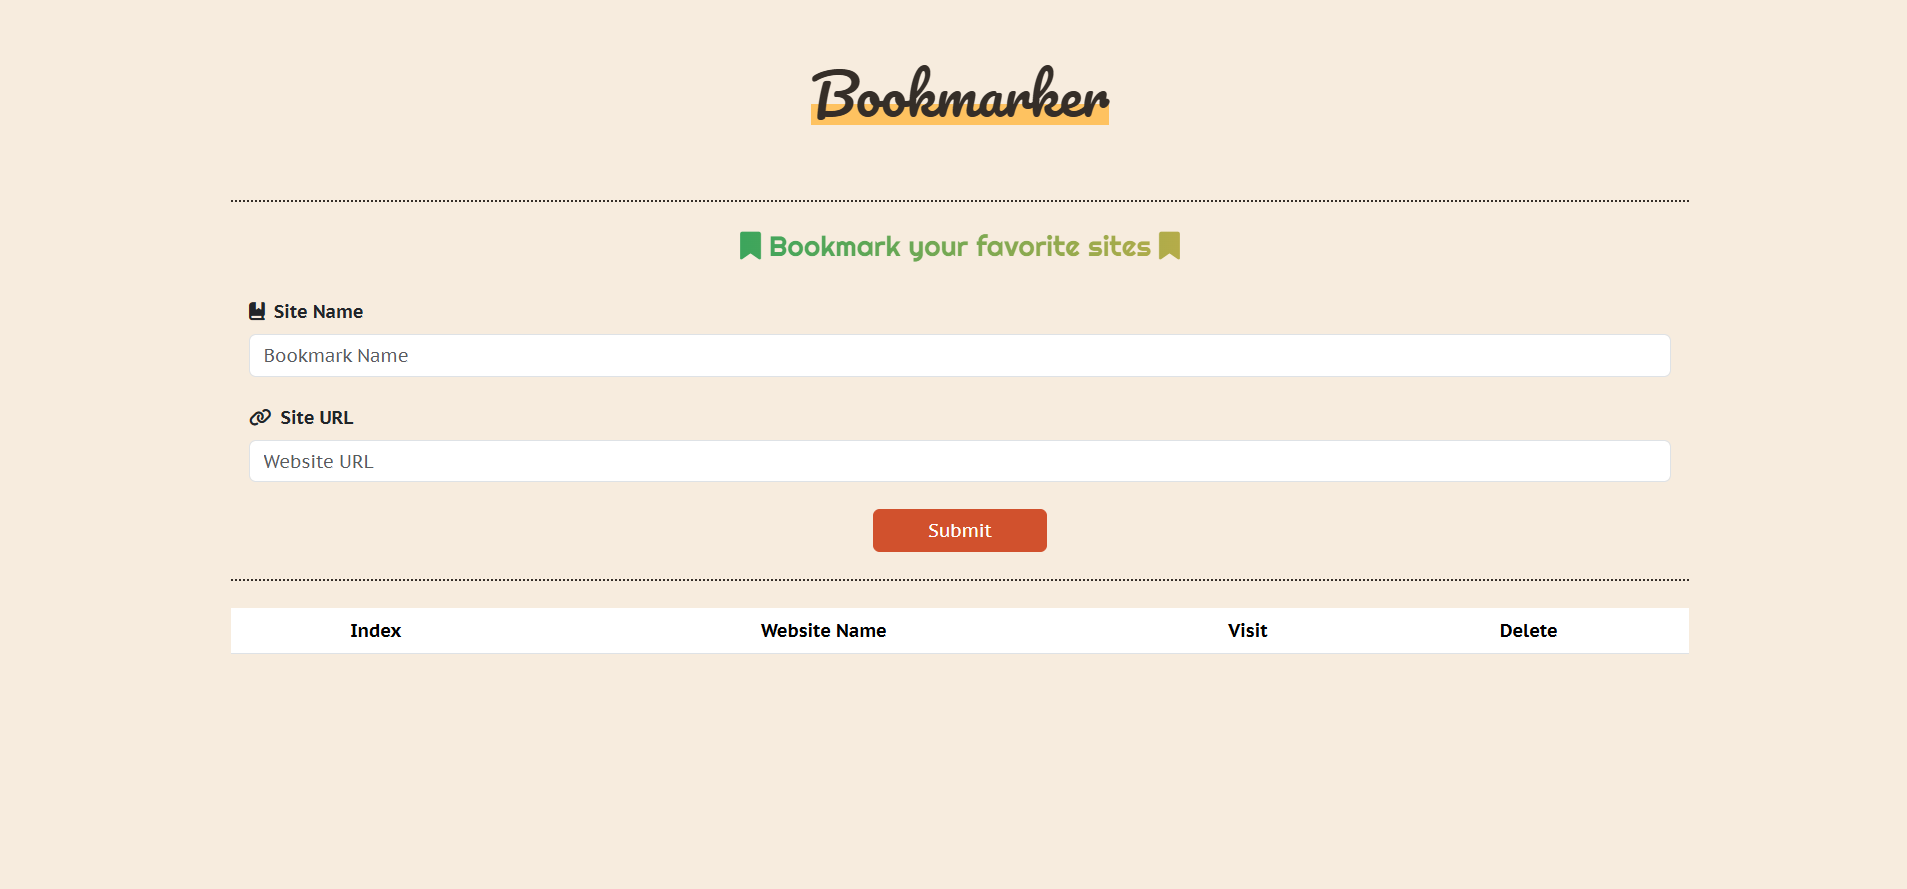 Bookmarker
Bookmark your favorite sites
Site Name
Bookmark Name
Site URL
Website URL
Submit
Index Website Name Visit Delete